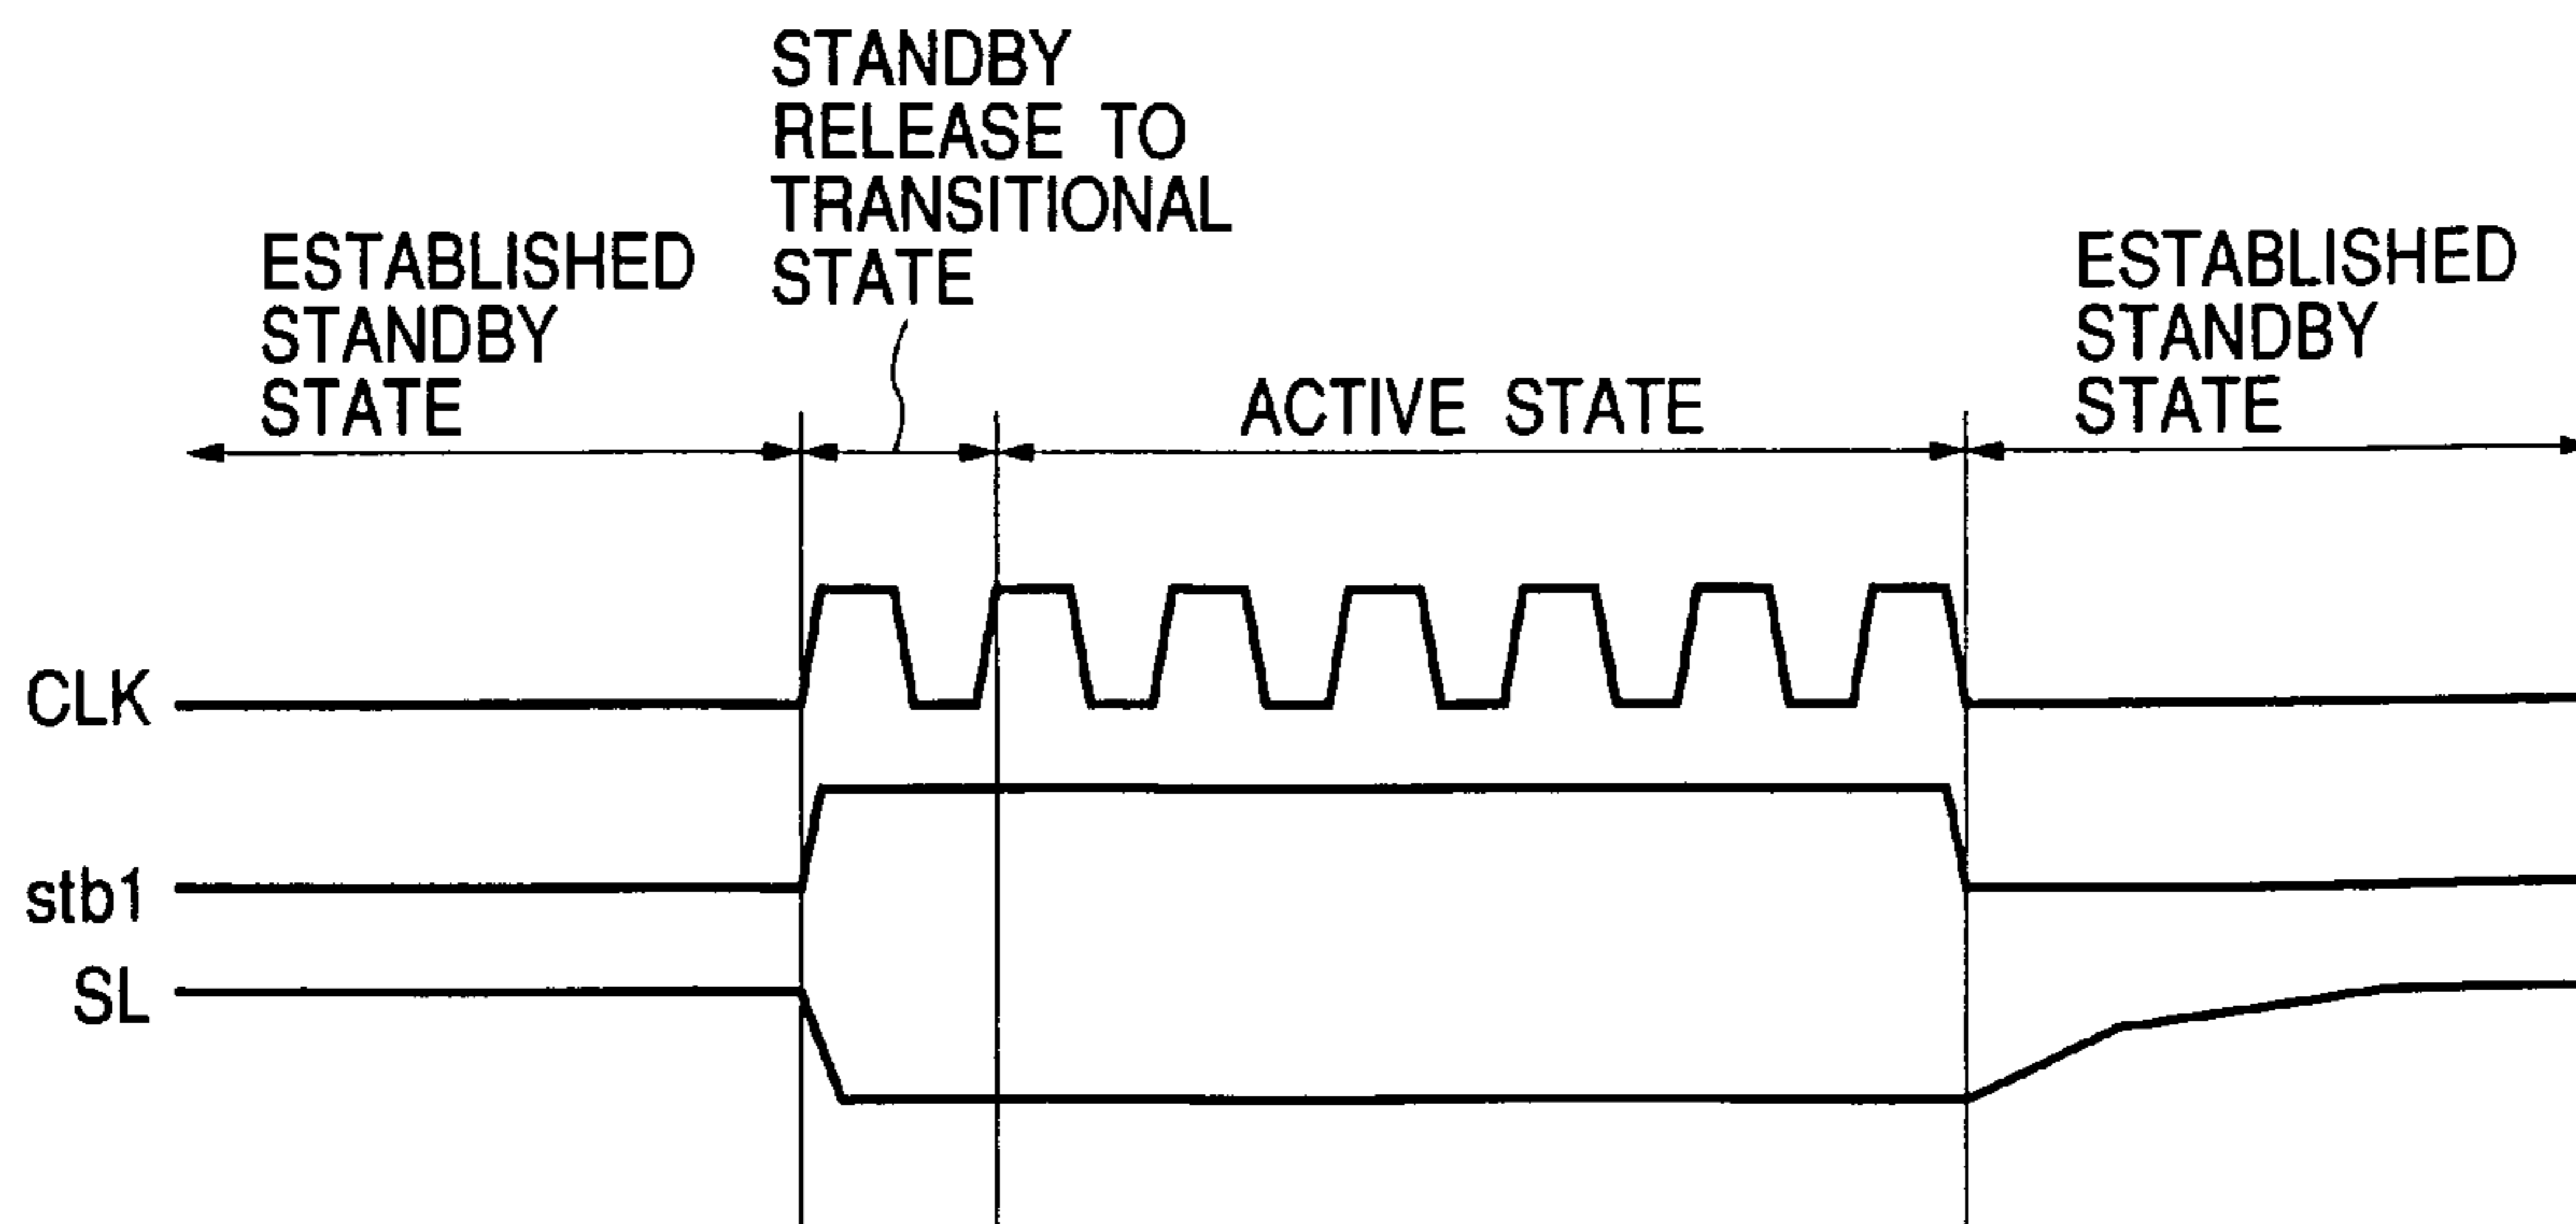 STANDBY
RELEASE TO
TRANSITIONAL
STATE
ESTABLISHED
STANDBY
STATE
ACTIVE STATE
ESTABLISHED
STANDBY
STATE
CLK
stb1
SL